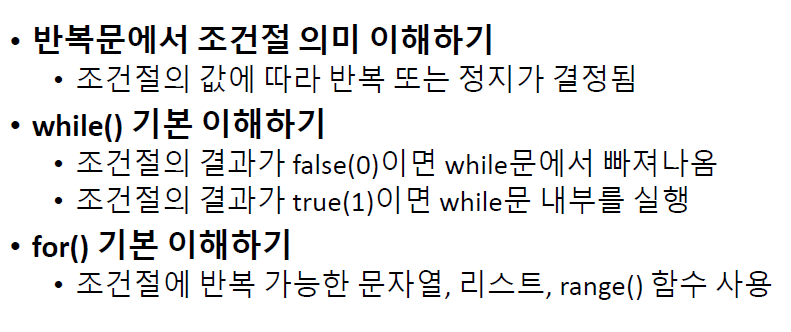 • 반복문에서 조건절 의미 이해하기
• 조건절의 값에 따라 반복 또는 정지가 결정됨
• while() 기본 이해하기
• 조건절의 결과가 false(0)이면 while문에서 빠져나옴
• 조건절의 결과가 true(1)이면 while문 내부를 실행
• for() 기본 이해하기
• 조건절에 반복 가능한 문자열, 리스트, range() 함수 사용